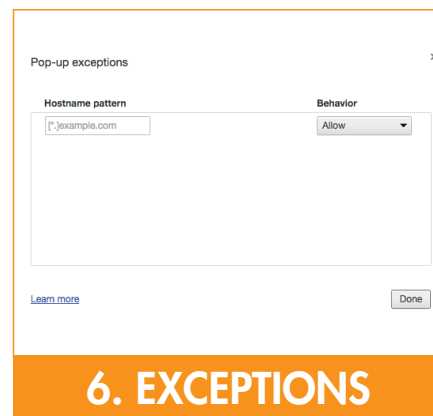 Pop-up exceptions
Hostname pattern Behavior
[*.]example.com Allow
Learn more Done
6. EXCEPTIONS